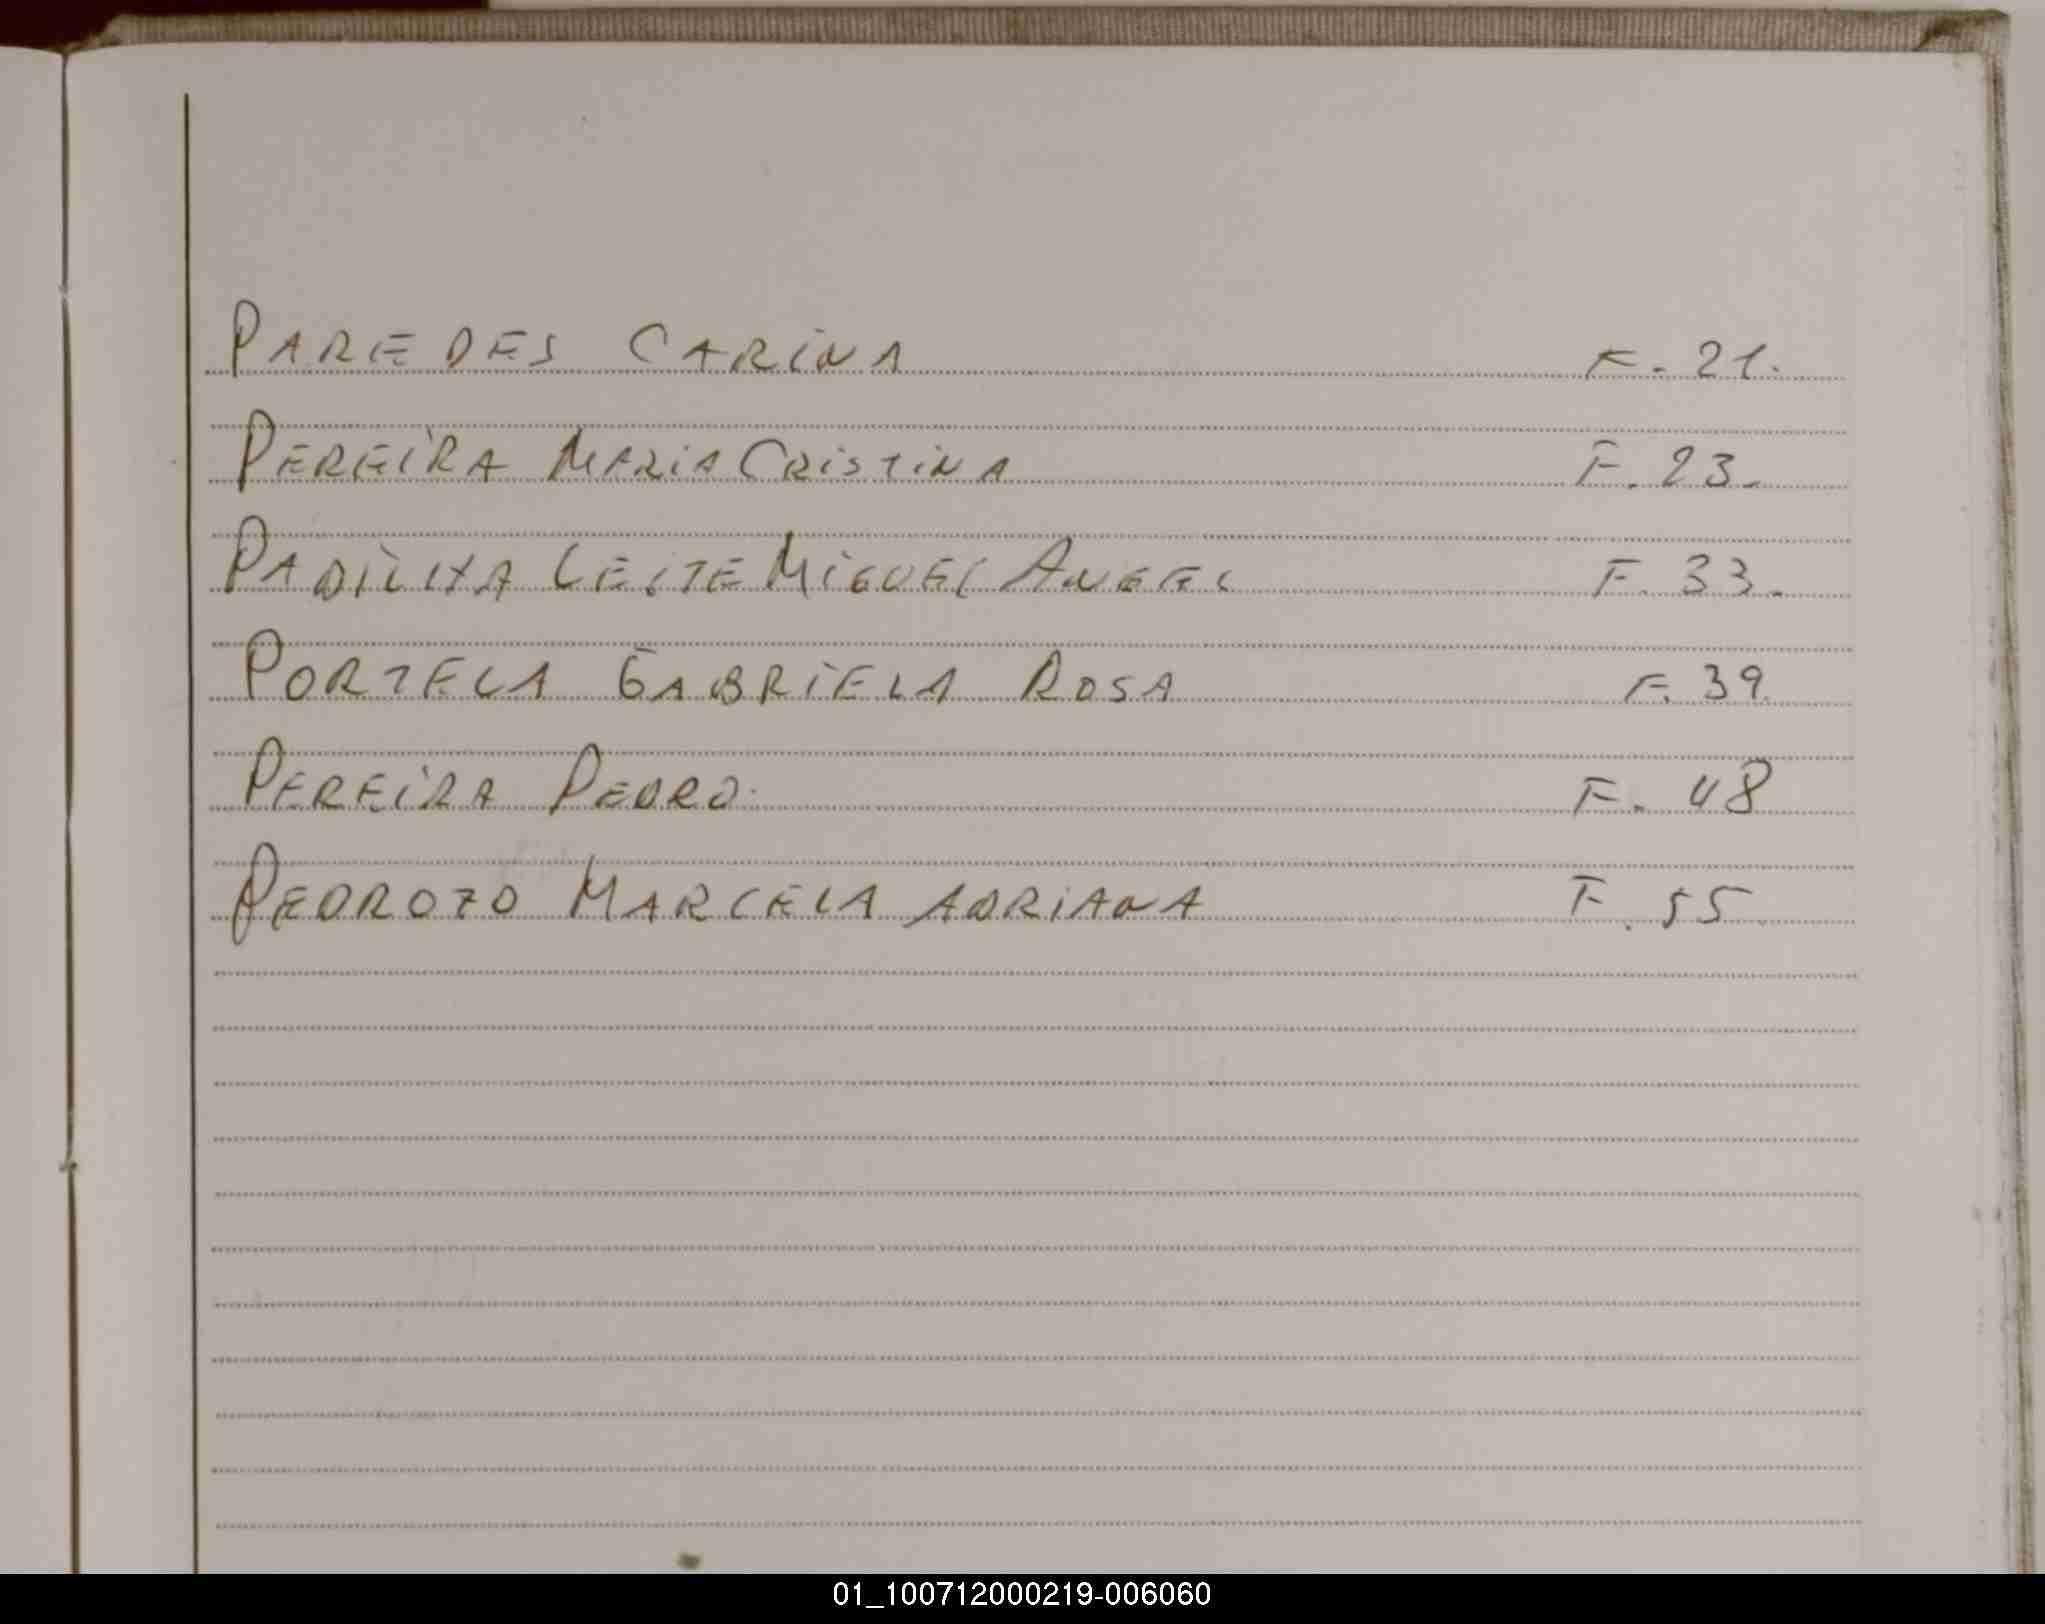 PAREDES CARINA F. 21.
PEREIRA MARIA CRISTINA F. 23.
PADILHA LEITE MIGUEL ANGEL F. 33.
PORTELA GABRIELA ROSA F. 39.
PEREIRA PEDRO. F. 48
PEDROZO MARCELA ADRIANA F. 55
01_100712000219-006060